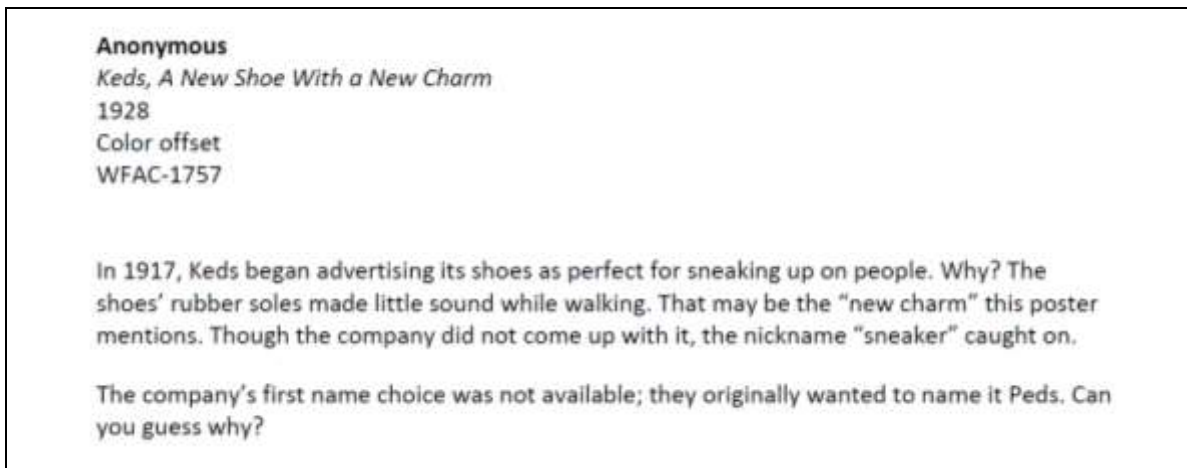 Anonymous
Keds, A New Shoe With a New Charm
1928
Color offset
WFAC-1757
In 1917, Keds began advertising its shoes as perfect for sneaking up on people. Why? The
shoes’ rubber soles made little sound while walking. That may be the “new charm” this poster
mentions. Though the company did not come up with it, the nickname “sneaker” caught on.
The company’s first name choice was not available; they originally wanted to name it Peds. Can
you guess why?